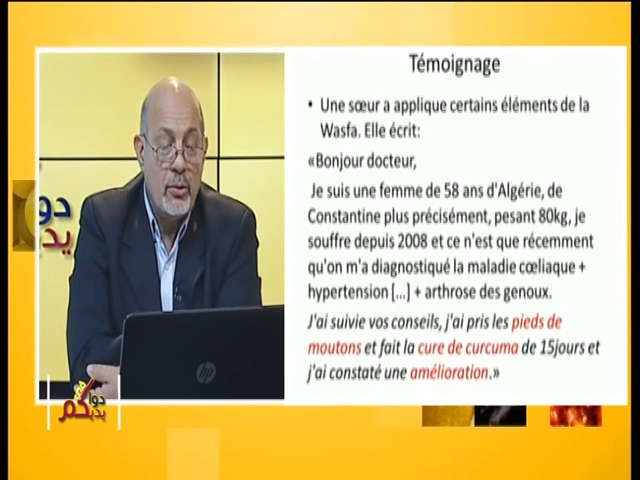 Témoignage
• Une sœur a applique certains éléments de la
Wasfa. Elle écrit:
«Bonjour docteur,
Je suis une femme de 58 ans d'Algérie, de
Constantine plus précisément, pesant 80kg, je
souffre depuis 2008 et ce n'est que récemment
qu'on m'a diagnostiqué la maladie cœliaque +
hypertension [...] + arthrose des genoux.
J'ai suivie vos conseils, j'ai pris les pieds de
moutons et fait la cure de curcuma de 15jours et
j'ai constaté une amélioration.»
hp